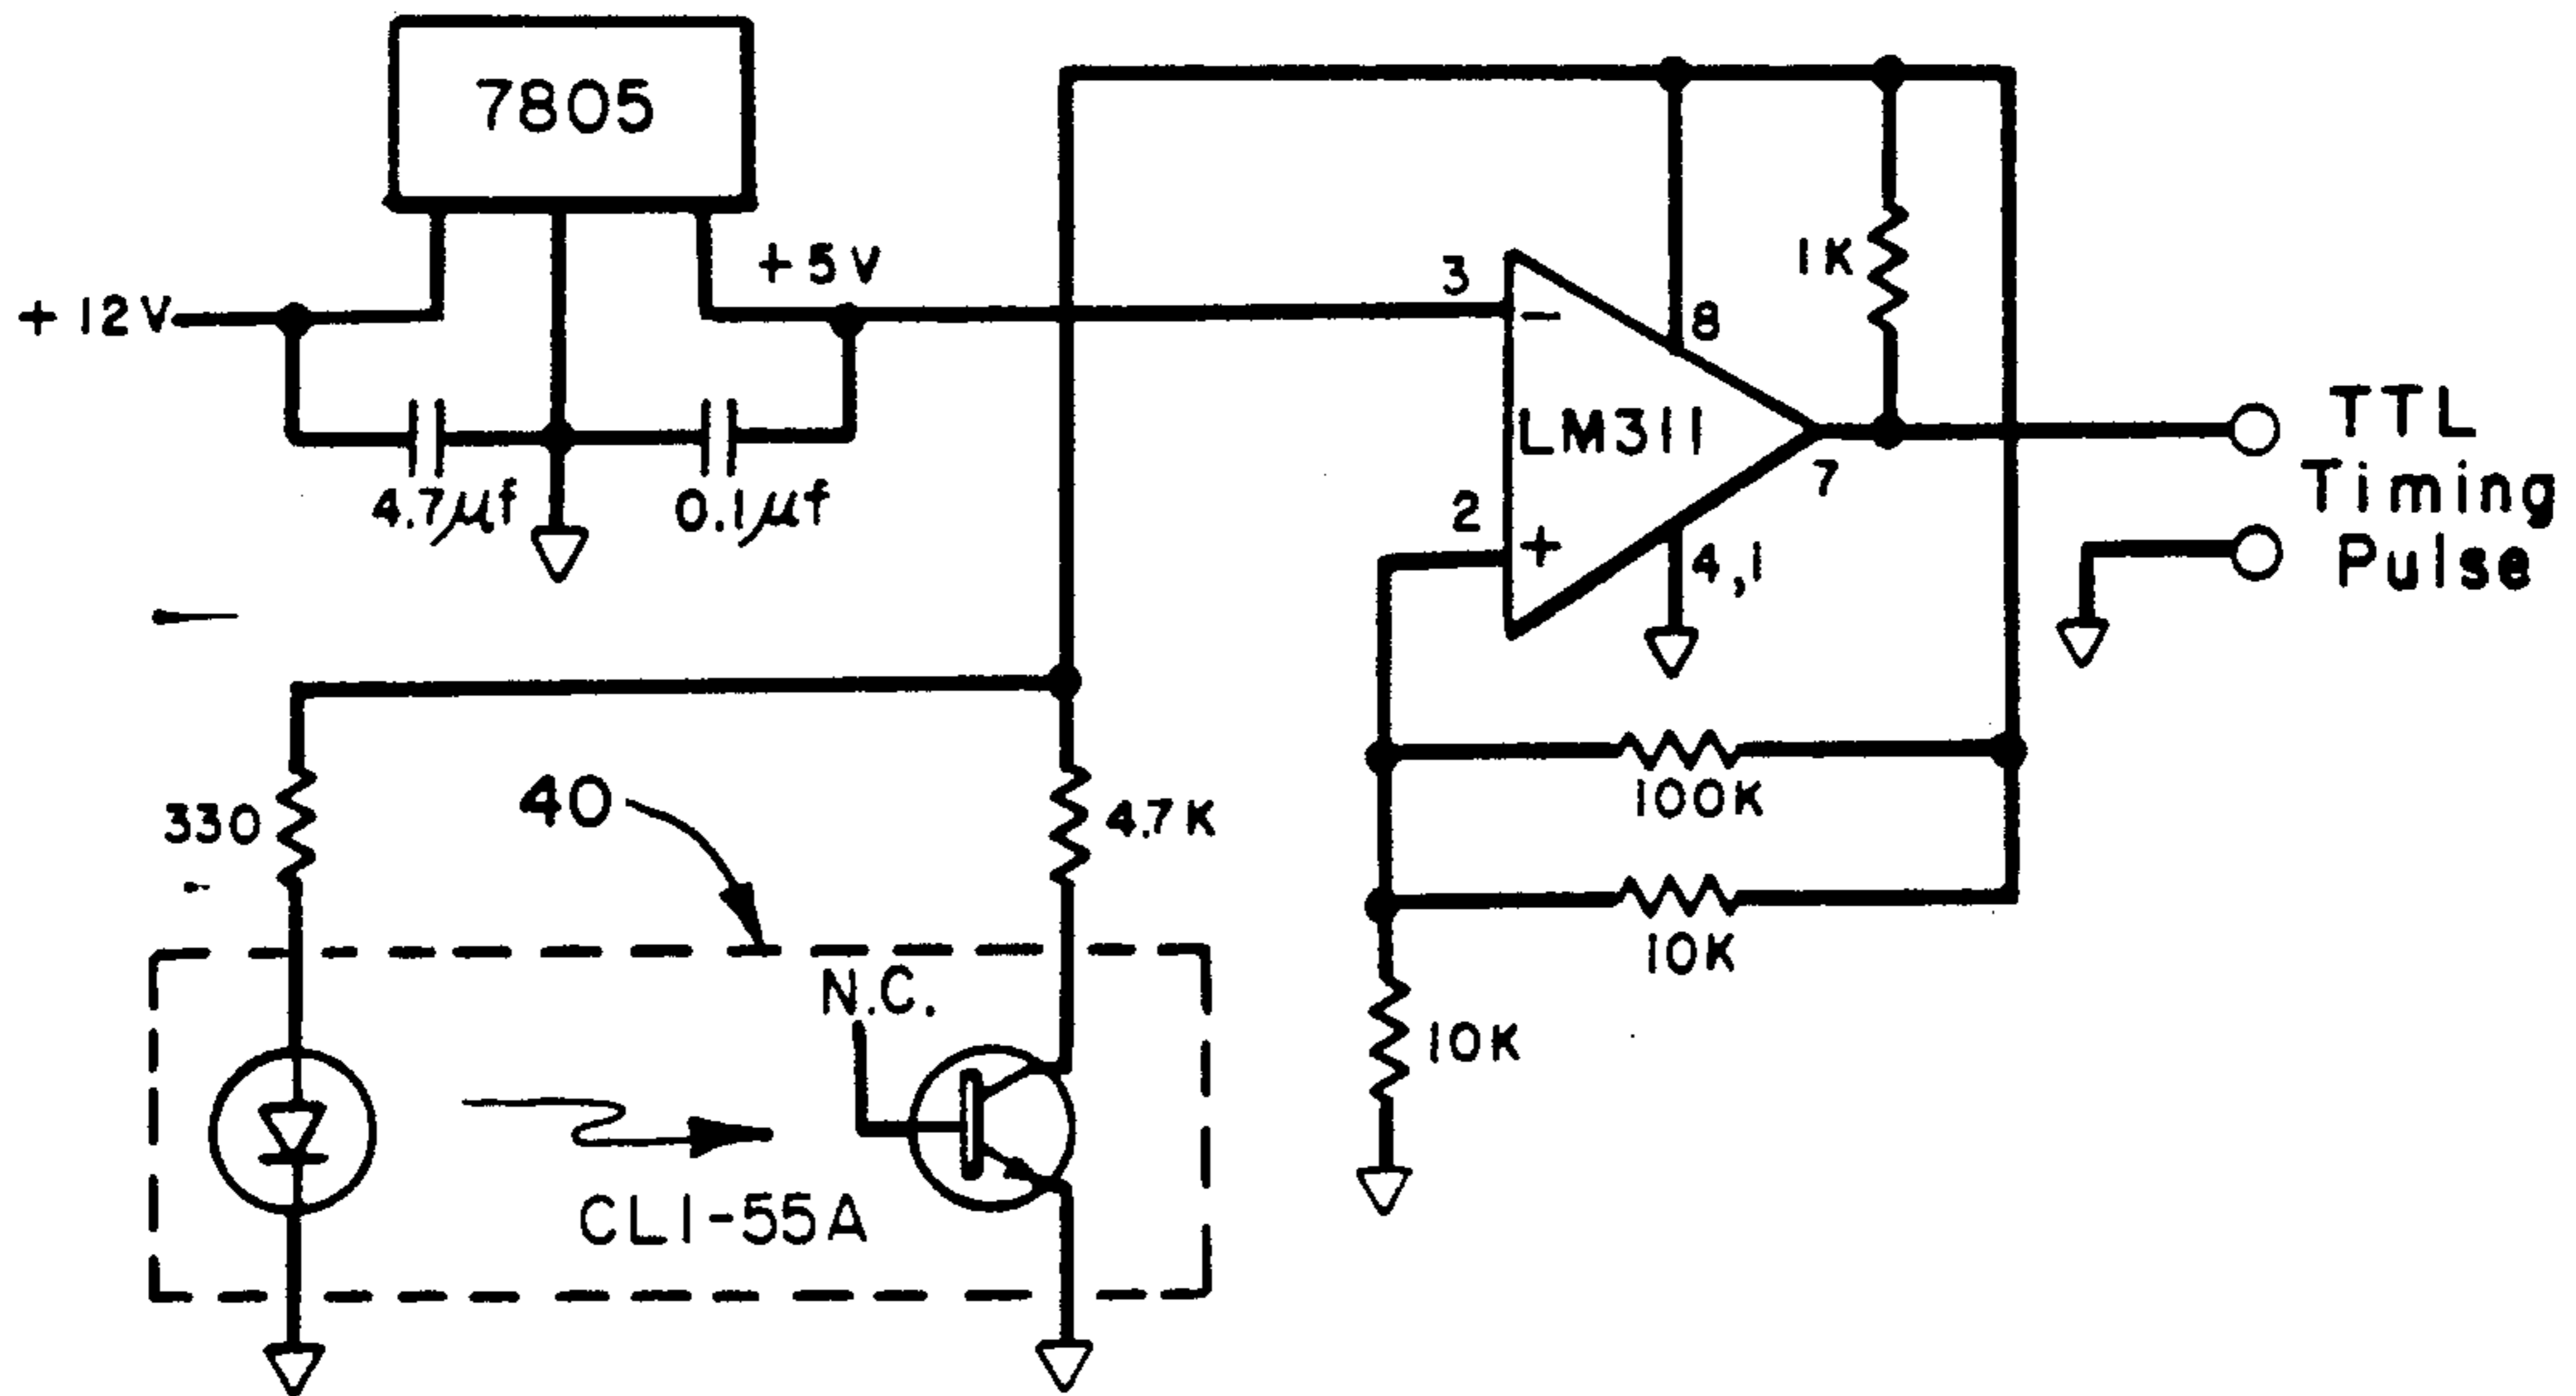 7805
+12V
+5V
4.7μf
0.1μf
3
-
8
1K
LM311
2
+
7
4,1
TTL
Timing
Pulse
330
40
4.7K
100K
10K
10K
N.C.
CL1-55A